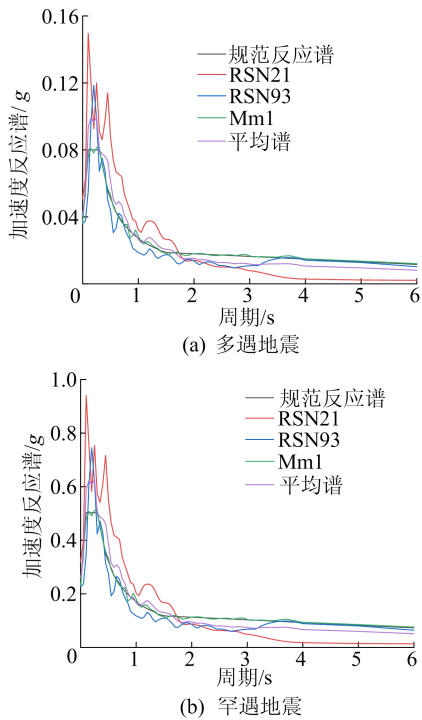 0.16
0.12
0.08
0.04
加速度反应谱/g
规范反应谱
RSN21
RSN93
Mm1
平均谱
0 1 2 3 4 5 6
周期/s
(a) 多遇地震
1.0
0.8
0.6
0.4
0.2
加速度反应谱/g
规范反应谱
RSN21
RSN93
Mm1
平均谱
0 1 2 3 4 5 6
周期/s
(b) 罕遇地震